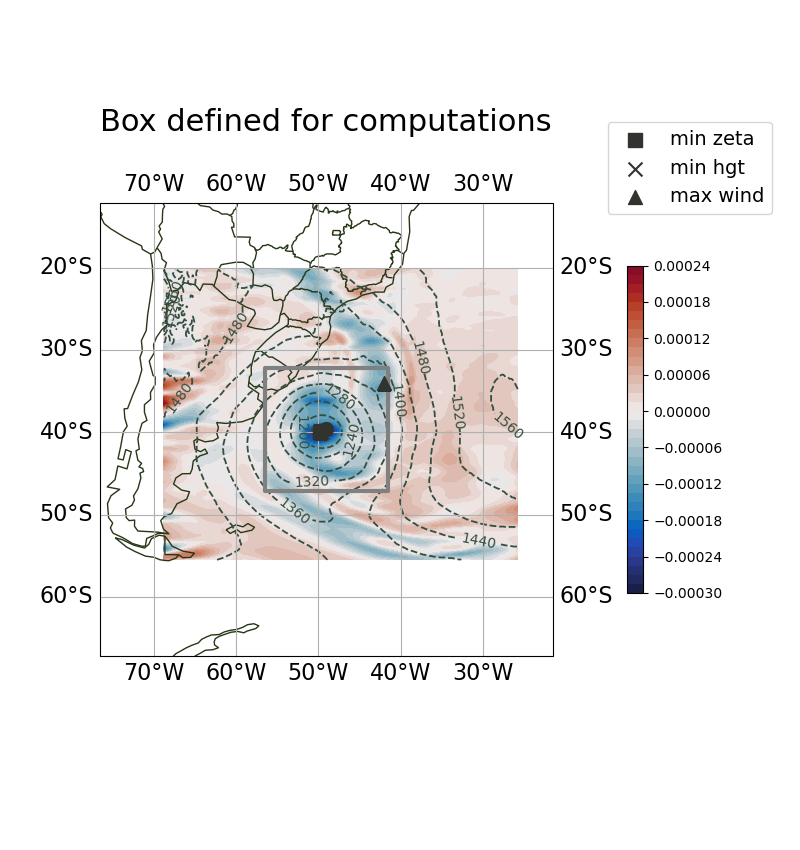 Box defined for computations
min zeta
min hgt
max wind
70°W 60°W 50°W 40°W 30°W
20°S 20°S
30°S 30°S
40°S 40°S
50°S 50°S
60°S 60°S
70°W 60°W 50°W 40°W 30°W
0.00024
0.00018
0.00012
0.00006
0.00000
−0.00006
−0.00012
−0.00018
−0.00024
−0.00030
1480
1480
1480
1280
1400
1520
1560
1240
1320
1360
1440